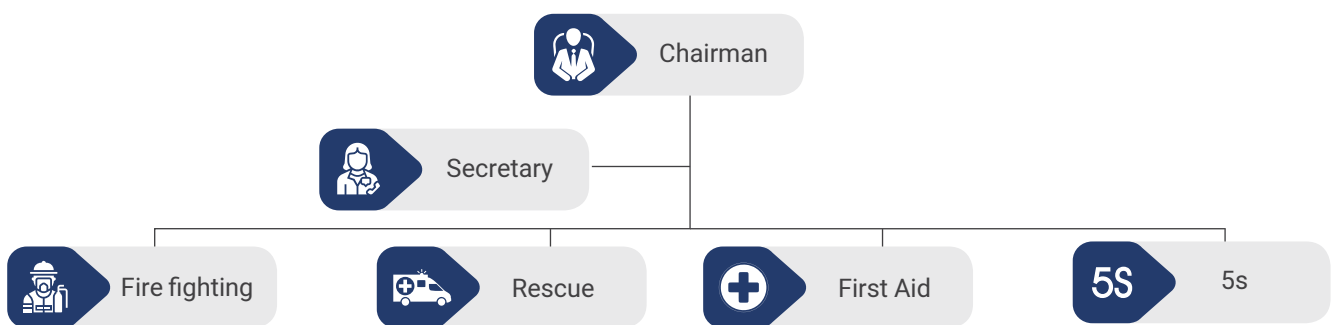 Chairman
Secretary
Fire fighting
Rescue
First Aid
5S
5s